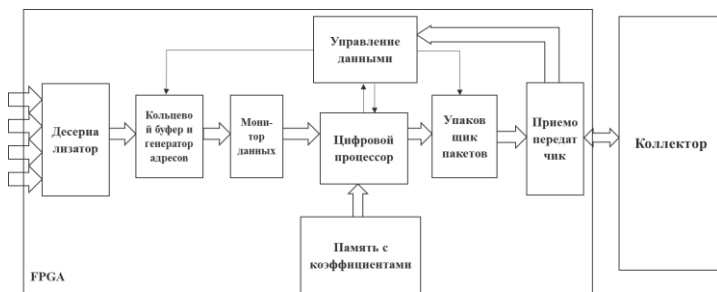 Управление
данными
Десериа
лизатор
Кольцево
й буфер и
генератор
адресов
Мони-
тор
данных
Цифровой
процессор
Упаков
щик
пакетов
Приемо
передат
чик
Коллектор
Память с
коэффициентами
FPGA